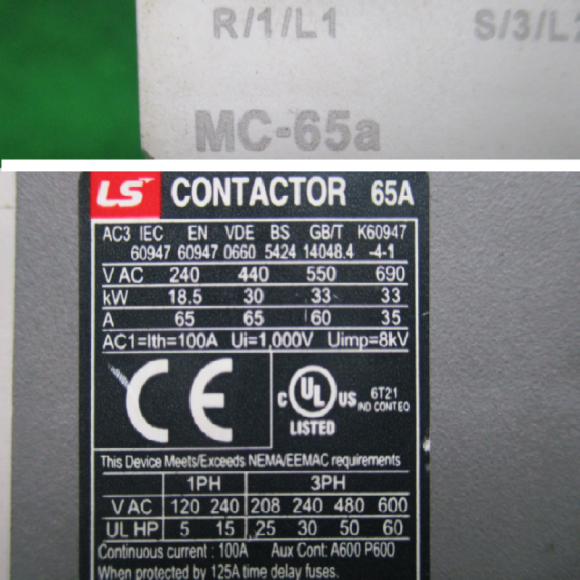 R/1/L1 S/3/L2
MC-65a
LS CONTACTOR 65A
AC3 IEC EN VDE BS GB/T K60947
60947 60947 0660 5424 14048.4 -4-1
V AC 240 440 550 690
kW 18.5 30 33 33
A 65 65 60 35
AC1=Ith=100A Ui=1,000V Uimp=8kV
CE C UL US 6T21
IND CONT EQ
LISTED
This Device Meets/Exceeds NEMA/EEMAC requirements
1PH 3PH
V AC 120 240 208 240 480 600
UL HP 5 15 25 30 50 60
Continuous current : 100A Aux Cont: A600 P600
When protected by 125A time delay fuses.